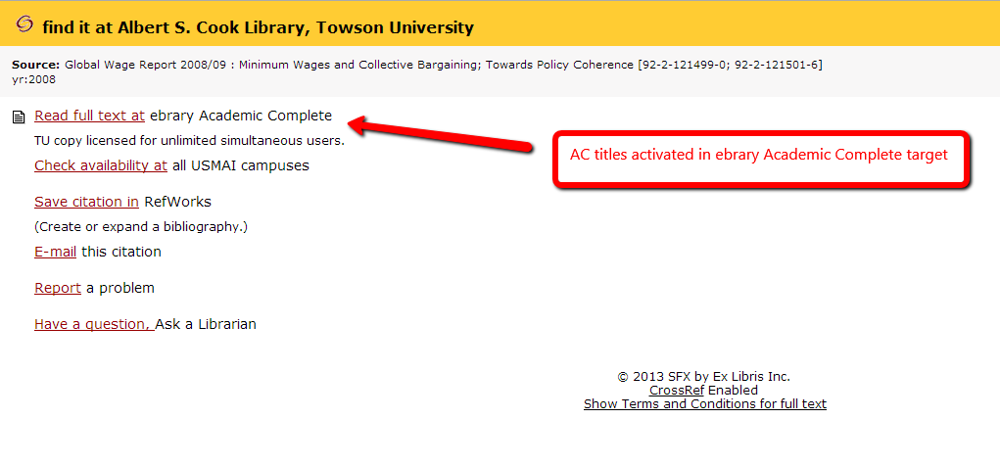 find it at Albert S. Cook Library, Towson University
Source: Global Wage Report 2008/09 : Minimum Wages and Collective Bargaining; Towards Policy Coherence [92-2-121499-0; 92-2-121501-6]
yr:2008
Read full text at ebrary Academic Complete
TU copy licensed for unlimited simultaneous users.
AC titles activated in ebrary Academic Complete target
Check availability at all USMAI campuses
Save citation in RefWorks
(Create or expand a bibliography.)
E-mail this citation
Report a problem
Have a question, Ask a Librarian
© 2013 SFX by Ex Libris Inc.
CrossRef Enabled
Show Terms and Conditions for full text